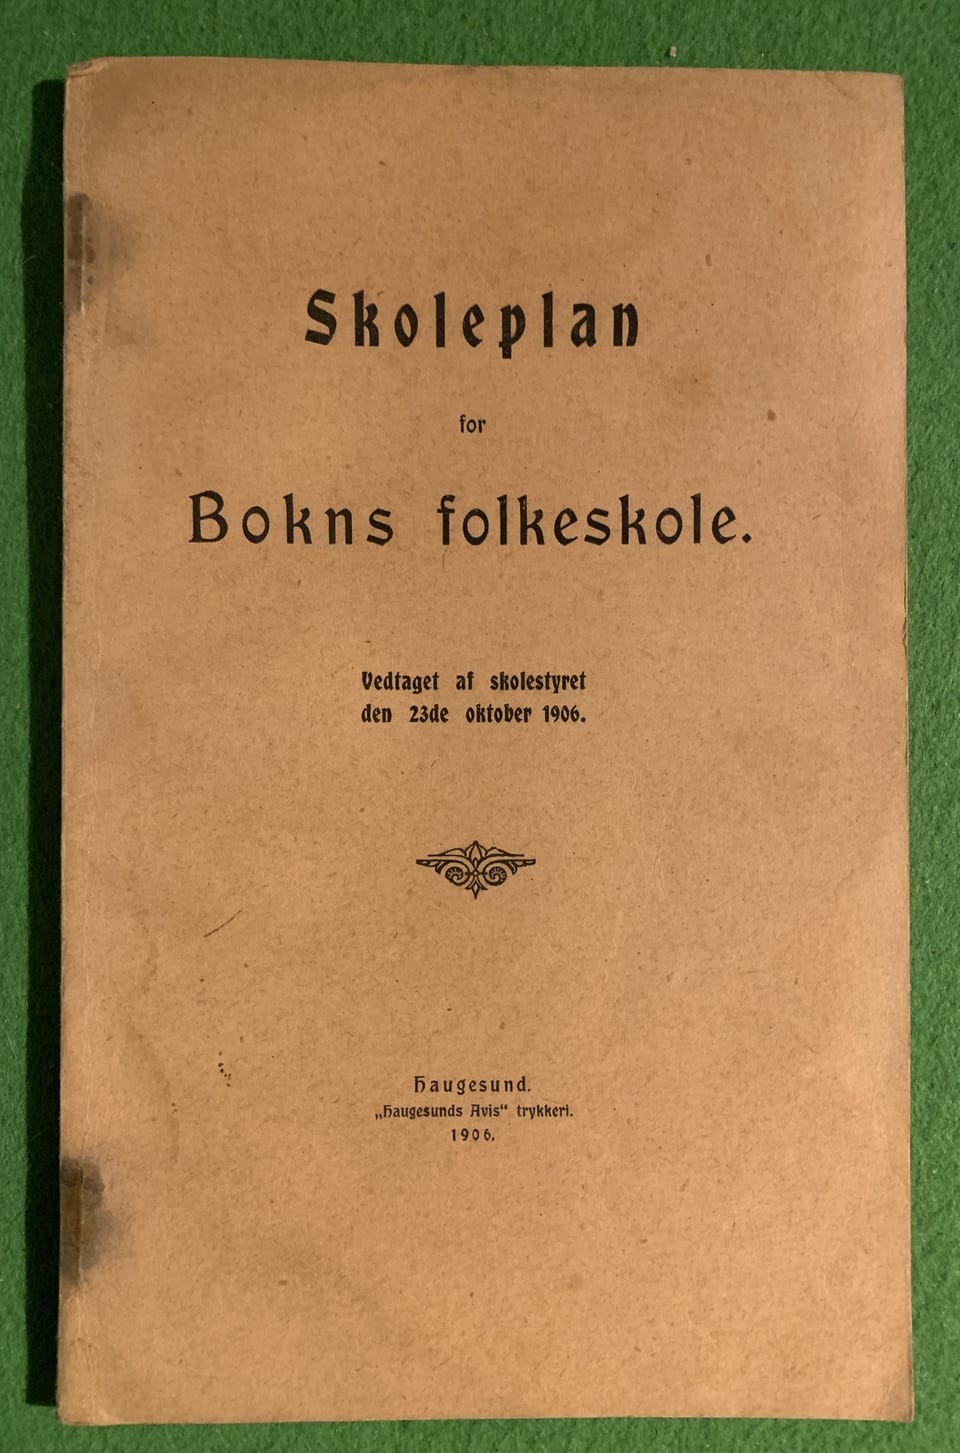 Skoleplan
for
Bokns folkeskole.
Vedtaget af skolestyret
den 23de oktober 1906.
Haugesund.
„Haugesunds Avis“ trykkeri.
1906.